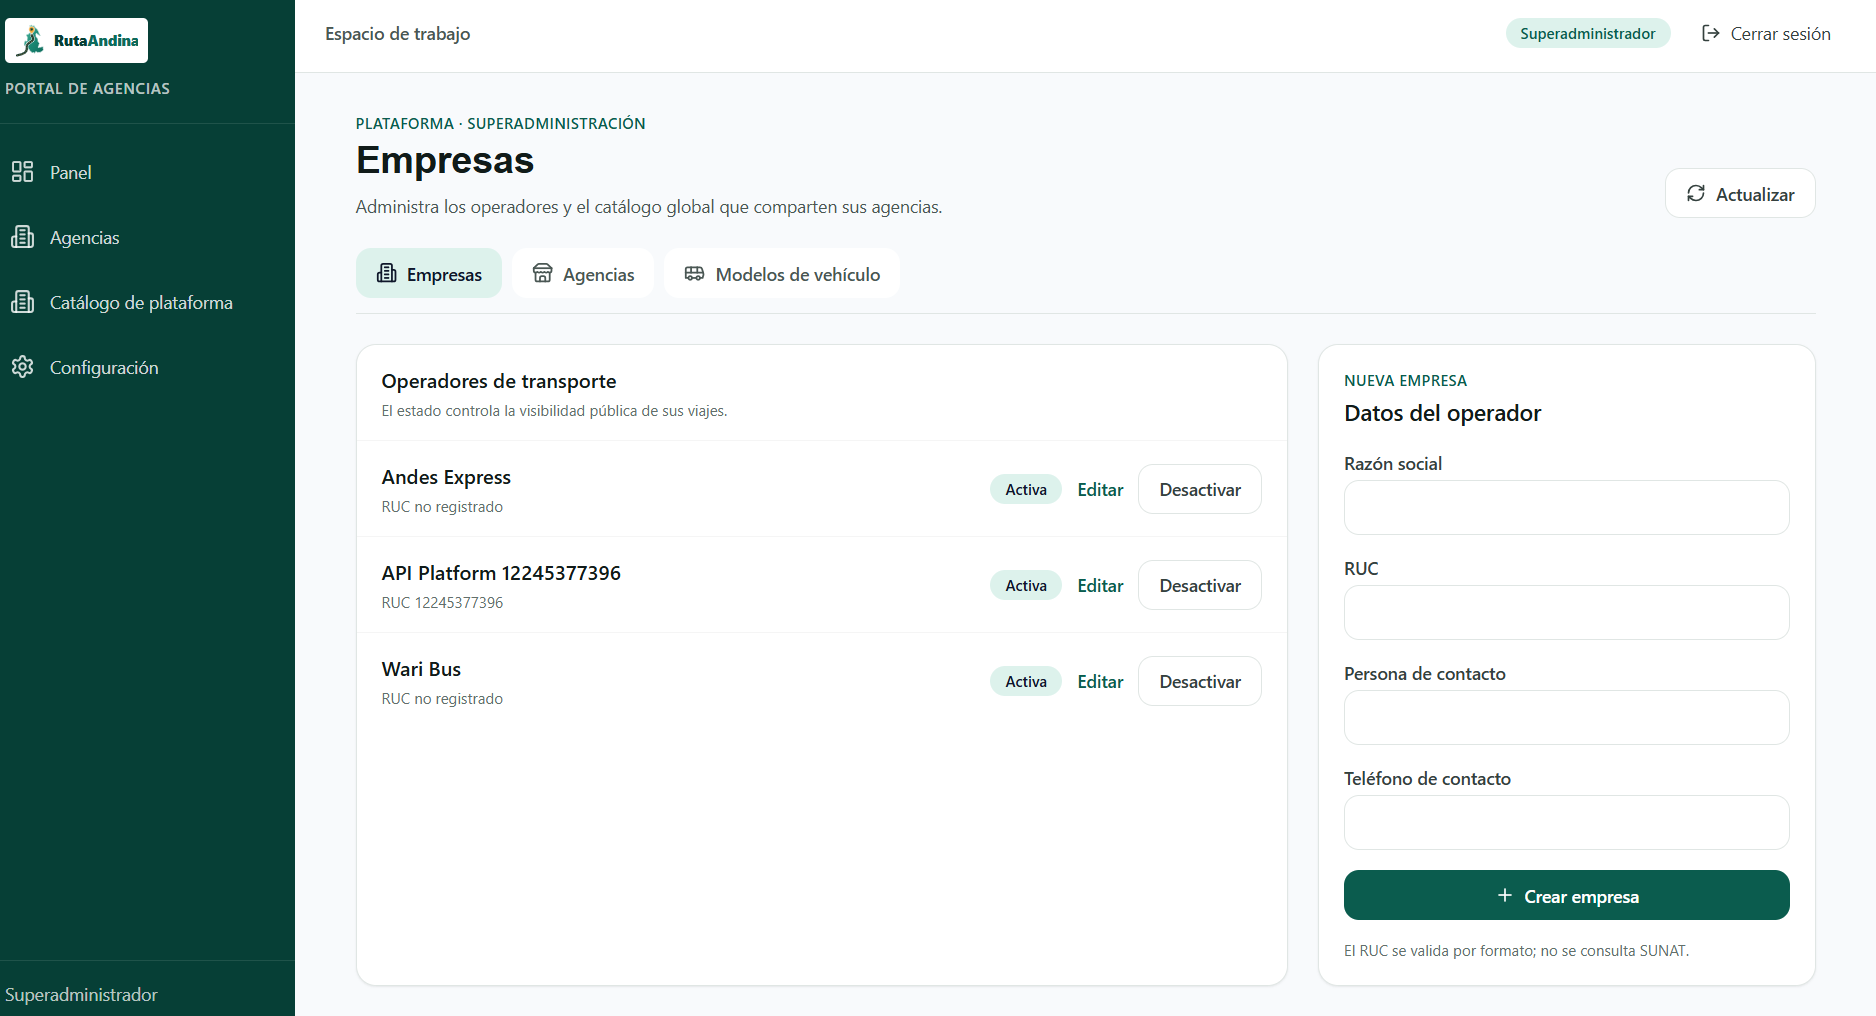 RutaAndina
PORTAL DE AGENCIAS
Panel
Agencias
Catálogo de plataforma
Configuración
Superadministrador
Espacio de trabajo
Superadministrador
Cerrar sesión
PLATAFORMA · SUPERADMINISTRACIÓN
Empresas
Administra los operadores y el catálogo global que comparten sus agencias.
Actualizar
Empresas
Agencias
Modelos de vehículo
Operadores de transporte
El estado controla la visibilidad pública de sus viajes.
Andes Express
RUC no registrado
Activa
Editar
Desactivar
API Platform 12245377396
RUC 12245377396
Activa
Editar
Desactivar
Wari Bus
RUC no registrado
Activa
Editar
Desactivar
NUEVA EMPRESA
Datos del operador
Razón social
RUC
Persona de contacto
Teléfono de contacto
Crear empresa
El RUC se valida por formato; no se consulta SUNAT.